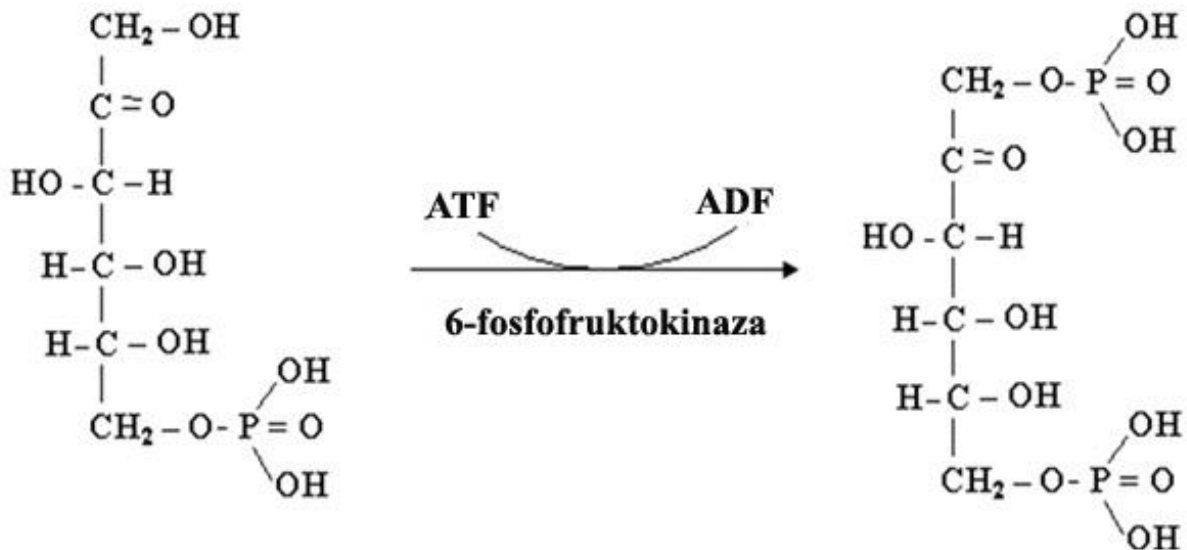 CH₂–OH
C=O
HO-C–H
H–C–OH
H–C–OH
OH
CH₂–O-P=O
OH
ATF
ADF
6-fosfofruktokinaza
OH
CH₂–O-P=O
OH
C=O
HO-C–H
H–C–OH
H–C–OH
OH
CH₂–O-P=O
OH